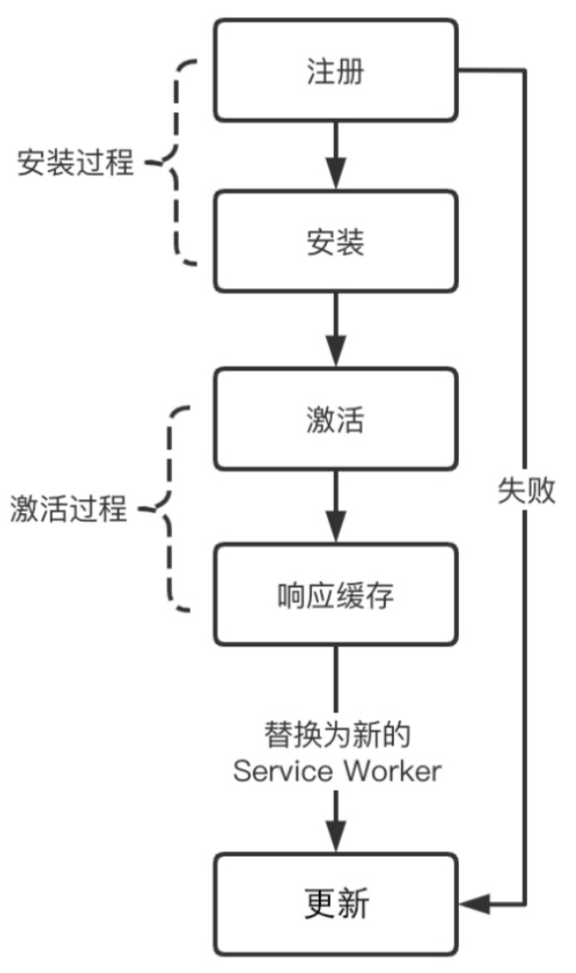 注册
安装过程
安装
激活
失败
激活过程
响应缓存
替换为新的
Service Worker
更新